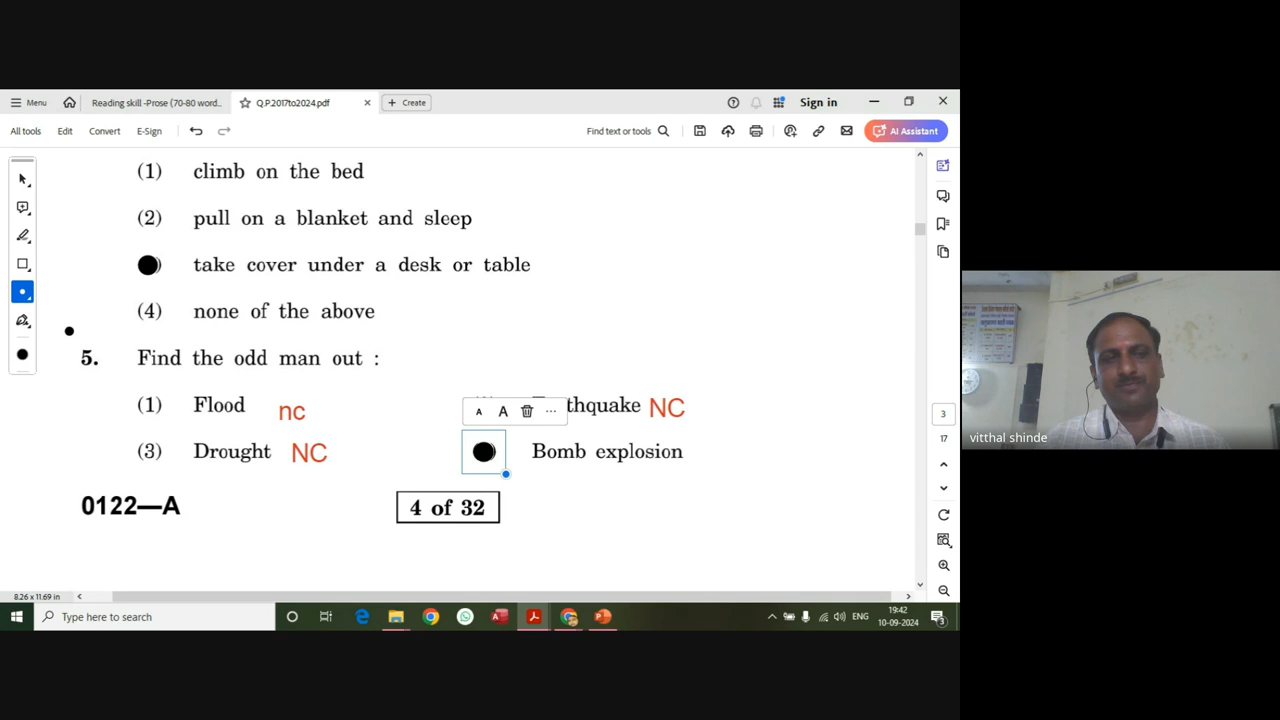 Menu Reading skill -Prose (70-80 word... Q.P.2017to2024.pdf Create Sign in
All tools Edit Convert E-Sign Find text or tools AI Assistant
(1) climb on the bed
(2) pull on a blanket and sleep
take cover under a desk or table
(4) none of the above
5. Find the odd man out :
(1) Flood nc thquake NC
A A ...
(3) Drought NC Bomb explosion
0122—A 4 of 32
3
17
8.26 x 11.69 in
Type here to search ENG 19:42
10-09-2024 3
vitthal shinde